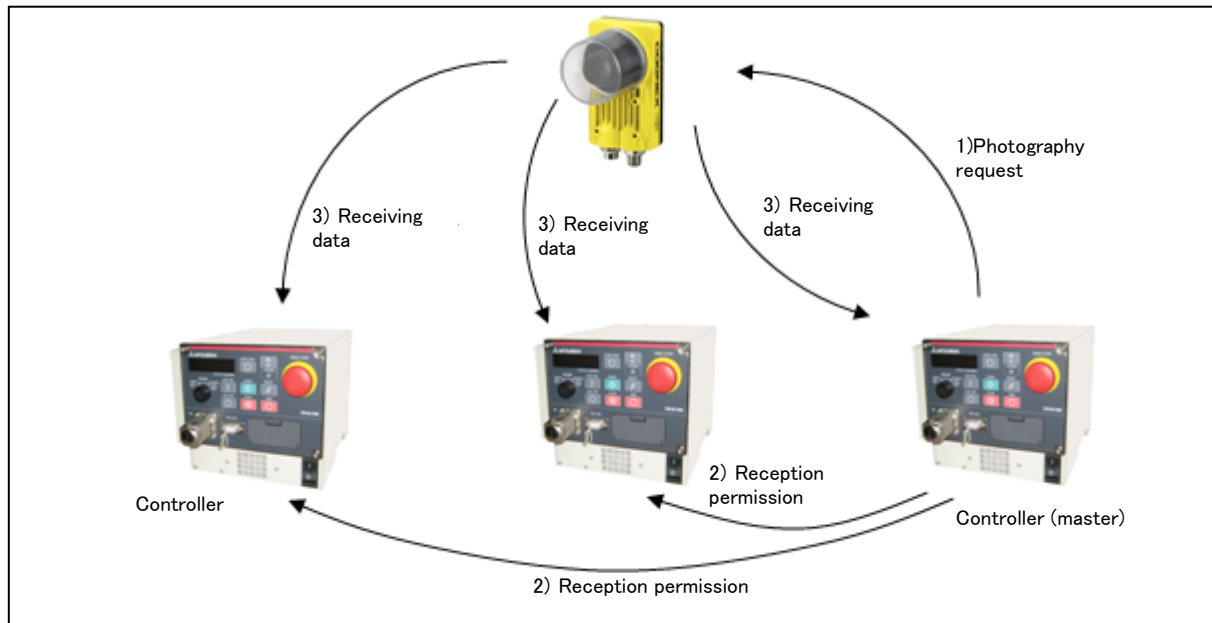 1)Photography
request
3) Receiving
data
3) Receiving
data
3) Receiving
data
2) Reception
permission
Controller
Controller (master)
2) Reception permission